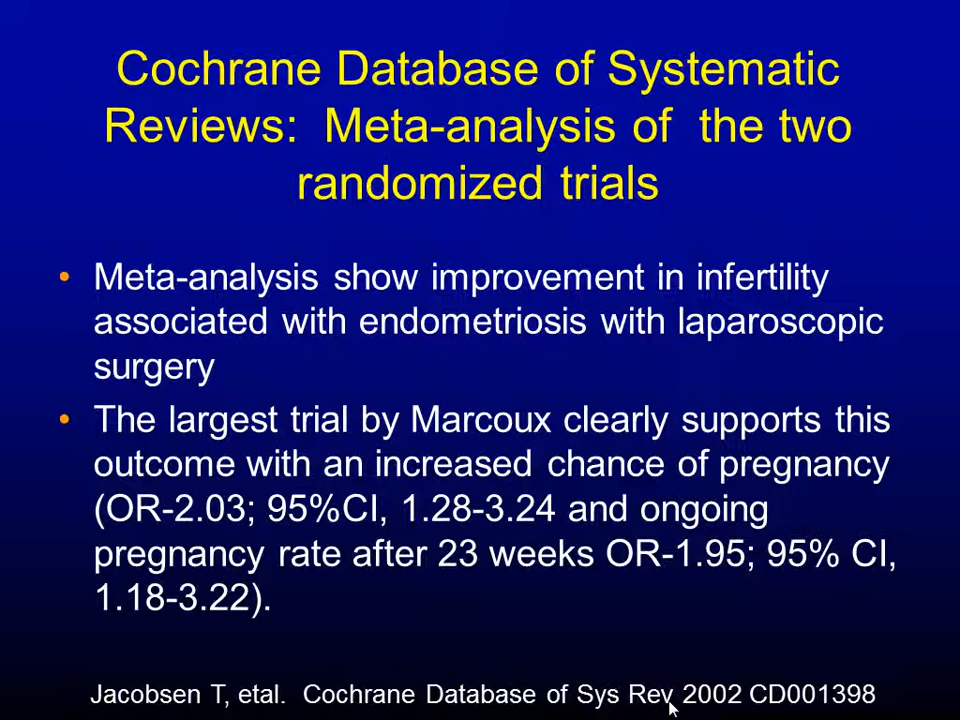 Cochrane Database of Systematic
Reviews:  Meta-analysis of  the two
randomized trials
• Meta-analysis show improvement in infertility
associated with endometriosis with laparoscopic
surgery
• The largest trial by Marcoux clearly supports this
outcome with an increased chance of pregnancy
(OR-2.03; 95%CI, 1.28-3.24 and ongoing
pregnancy rate after 23 weeks OR-1.95; 95% CI,
1.18-3.22).
Jacobsen T, etal.  Cochrane Database of Sys Rev 2002 CD001398